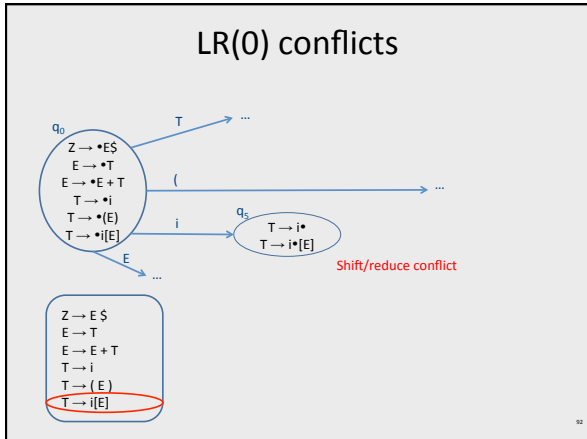 LR(0) conflicts
T
...
q0
Z → •E$
E → •T
E → •E + T
T → •i
T → •(E)
T → •i[E]
(
...
i
q5
T → i•
T → i•[E]
Shift/reduce conflict
E
...
Z → E $
E → T
E → E + T
T → i
T → ( E )
T → i[E]
92